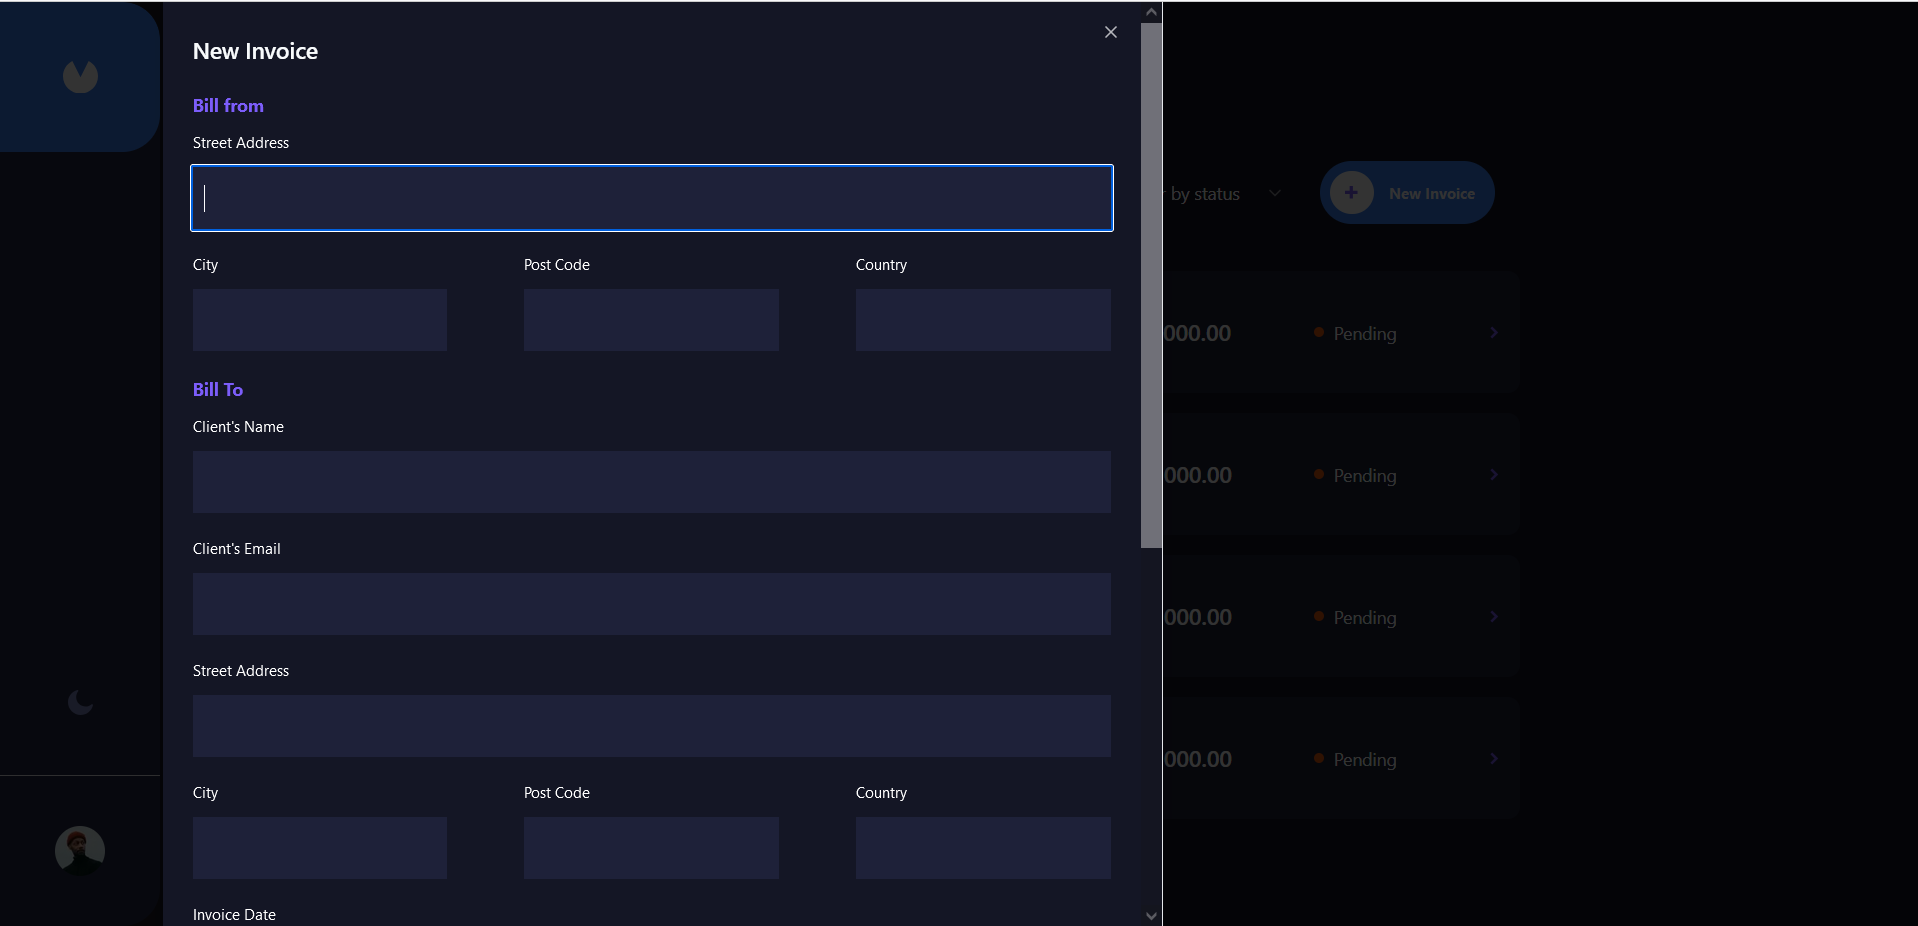 New Invoice
Bill from
Street Address
City Post Code Country
Bill To
Client's Name
Client's Email
Street Address
City Post Code Country
Invoice Date
by status
New Invoice
000.00 Pending
000.00 Pending
000.00 Pending
000.00 Pending